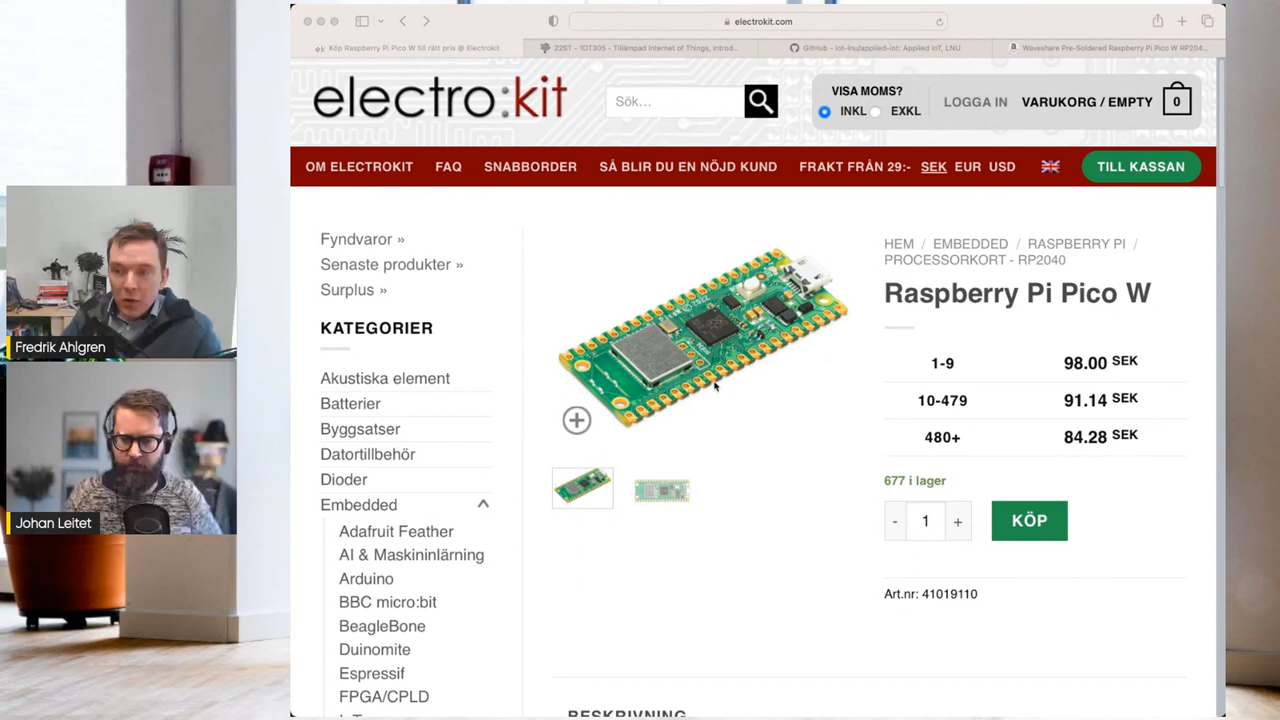 electrokit.com
Köp Raspberry Pi Pico W till rätt pris @ Electrokit
22ST - 1DT305 - Tillämpad Internet of Things, Introd...
GitHub – iot-lnu/applied-iot: Applied IoT, LNU
Waveshare Pre-Soldered Raspberry Pi Pico W RP204...
electro:kit
Sök...
VISA MOMS?
INKL EXKL
LOGGA IN
VARUKORG / EMPTY
0
OM ELECTROKIT
FAQ
SNABBORDER
SÅ BLIR DU EN NÖJD KUND
FRAKT FRÅN 29:-
SEK EUR USD
TILL KASSAN
Fyndvaror »
Senaste produkter »
Surplus »
KATEGORIER
Akustiska element
Batterier
Byggsatser
Datortillbehör
Dioder
Embedded
Adafruit Feather
AI & Maskininlärning
Arduino
BBC micro:bit
BeagleBone
Duinomite
Espressif
FPGA/CPLD
HEM / EMBEDDED / RASPBERRY PI /
PROCESSORKORT - RP2040
Raspberry Pi Pico W
1-9 98.00 SEK
10-479 91.14 SEK
480+ 84.28 SEK
677 i lager
- 1 +
KÖP
Art.nr: 41019110
BESKRIVNING
Fredrik Ahlgren
Johan Leitet